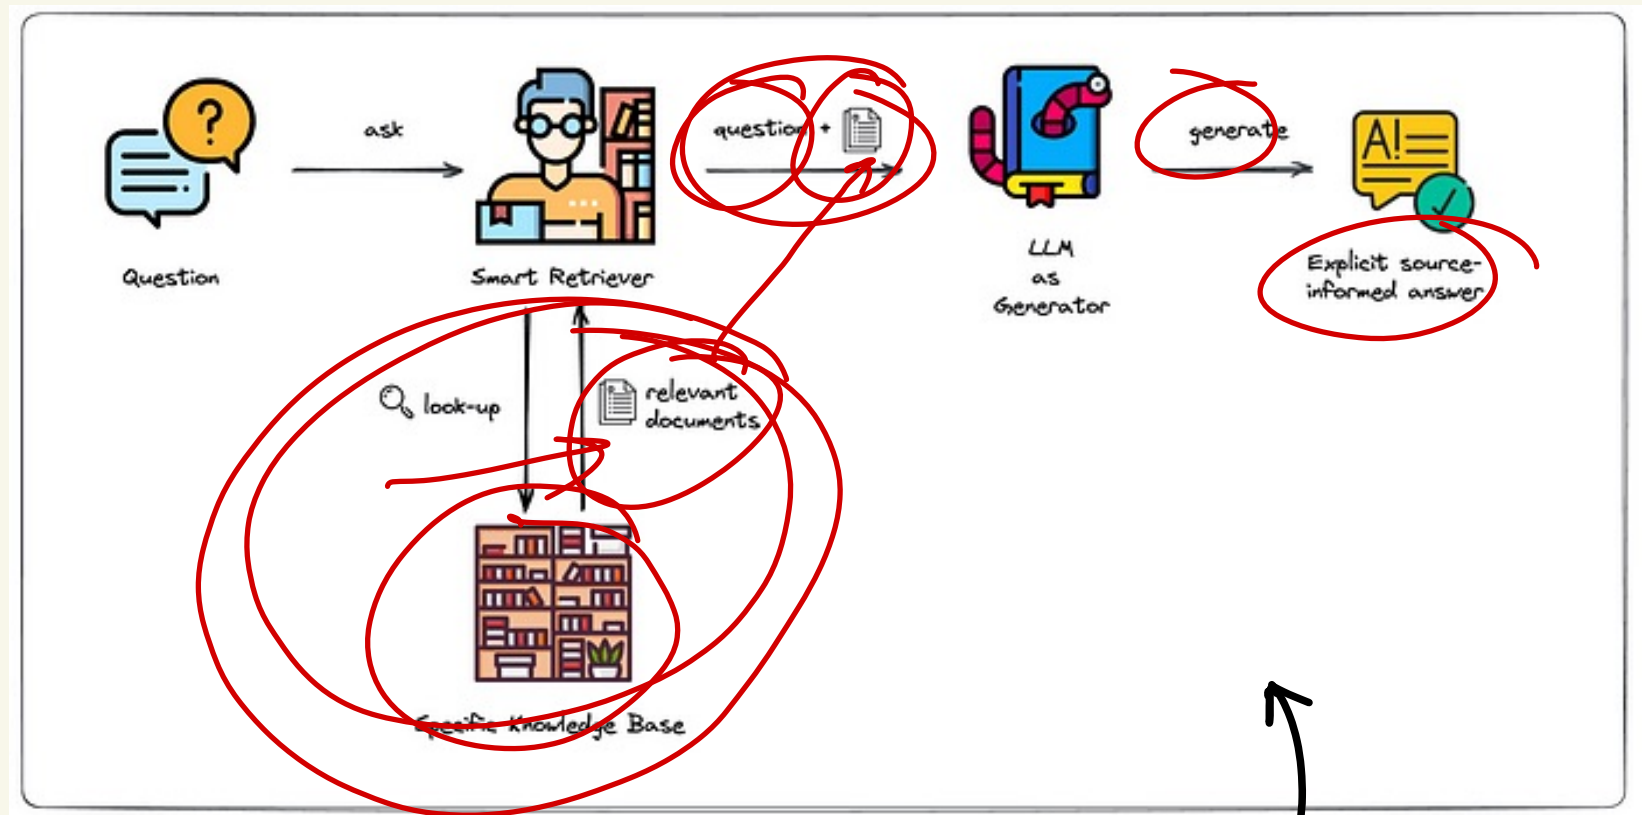 ?
ask
question +
generate
A!
Question
Smart Retriever
LLM
as
Generator
Explicit source-
informed answer
look-up
relevant
documents
Specific Knowledge Base